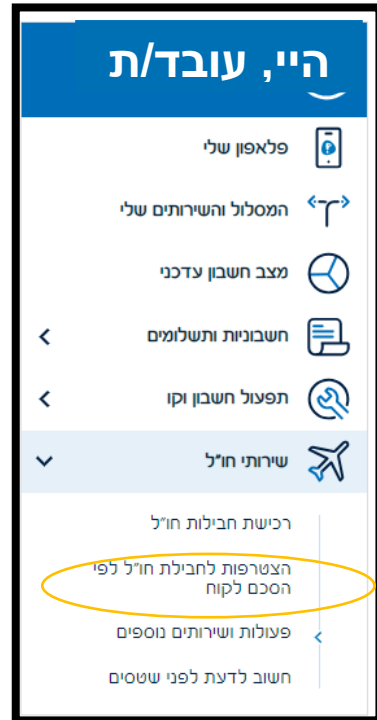 היי, עובד/ת
פלאפון שלי
המסלול והשירותים שלי
מצב חשבון עדכני
חשבוניות ותשלומים
תפעול חשבון וקו
שירותי חו"ל
רכישת חבילות חו"ל
הצטרפות לחבילת חו"ל לפי
הסכם לקוח
פעולות ושירותים נוספים
חשוב לדעת לפני שטסים